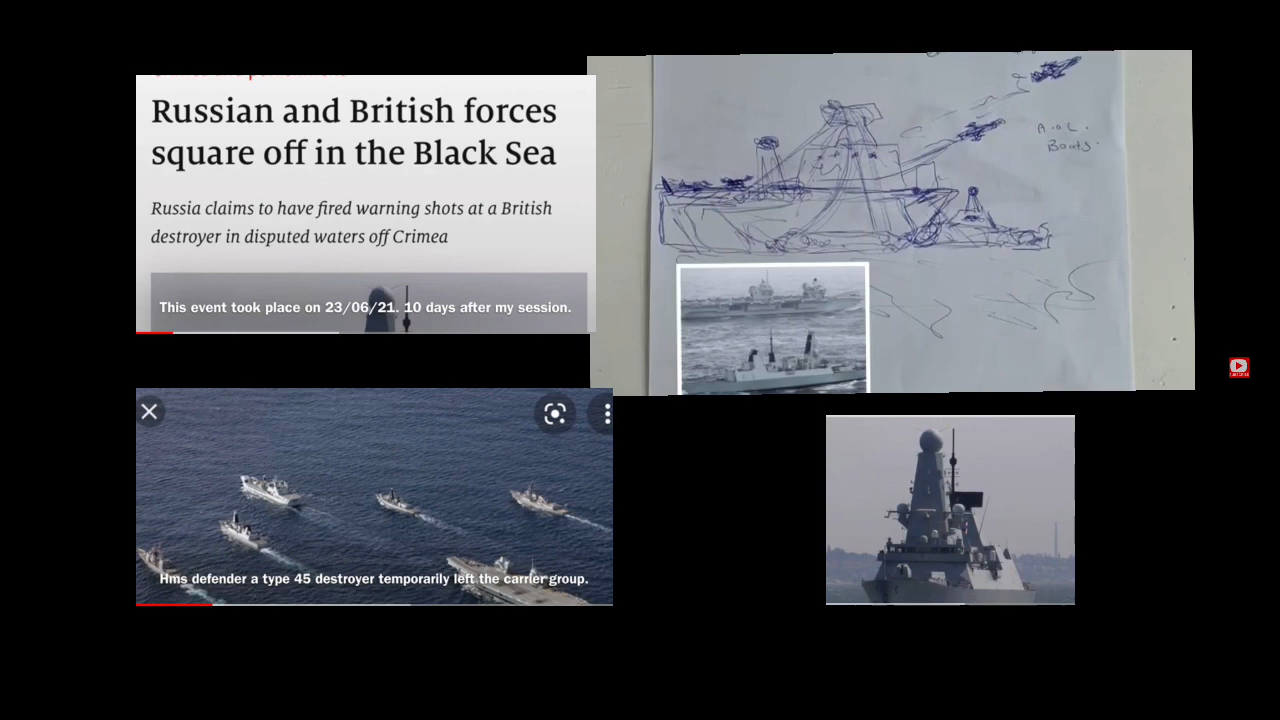 Russian and British forces
square off in the Black Sea
Russia claims to have fired warning shots at a British
destroyer in disputed waters off Crimea
This event took place on 23/06/21. 10 days after my session.
A.O.L.
Boats.
Hms defender a type 45 destroyer temporarily left the carrier group.